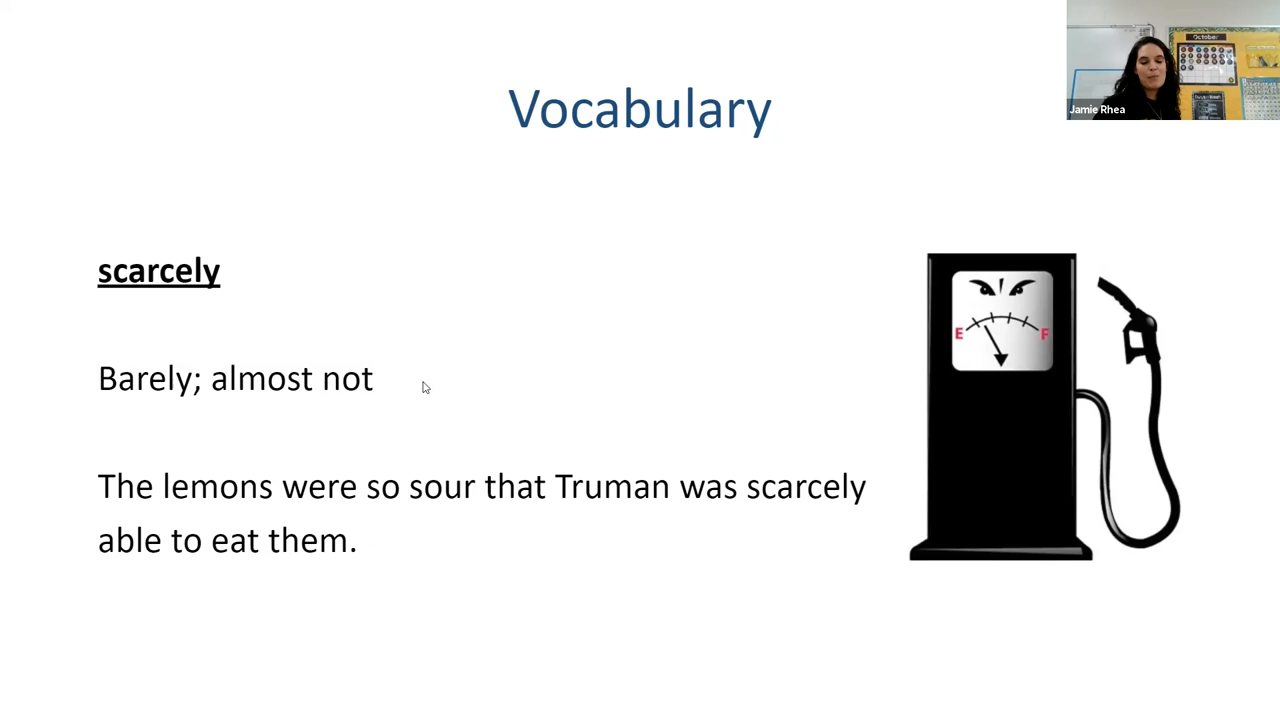 Vocabulary
October
Jamie Rhea
scarcely
E F
Barely; almost not
The lemons were so sour that Truman was scarcely
able to eat them.